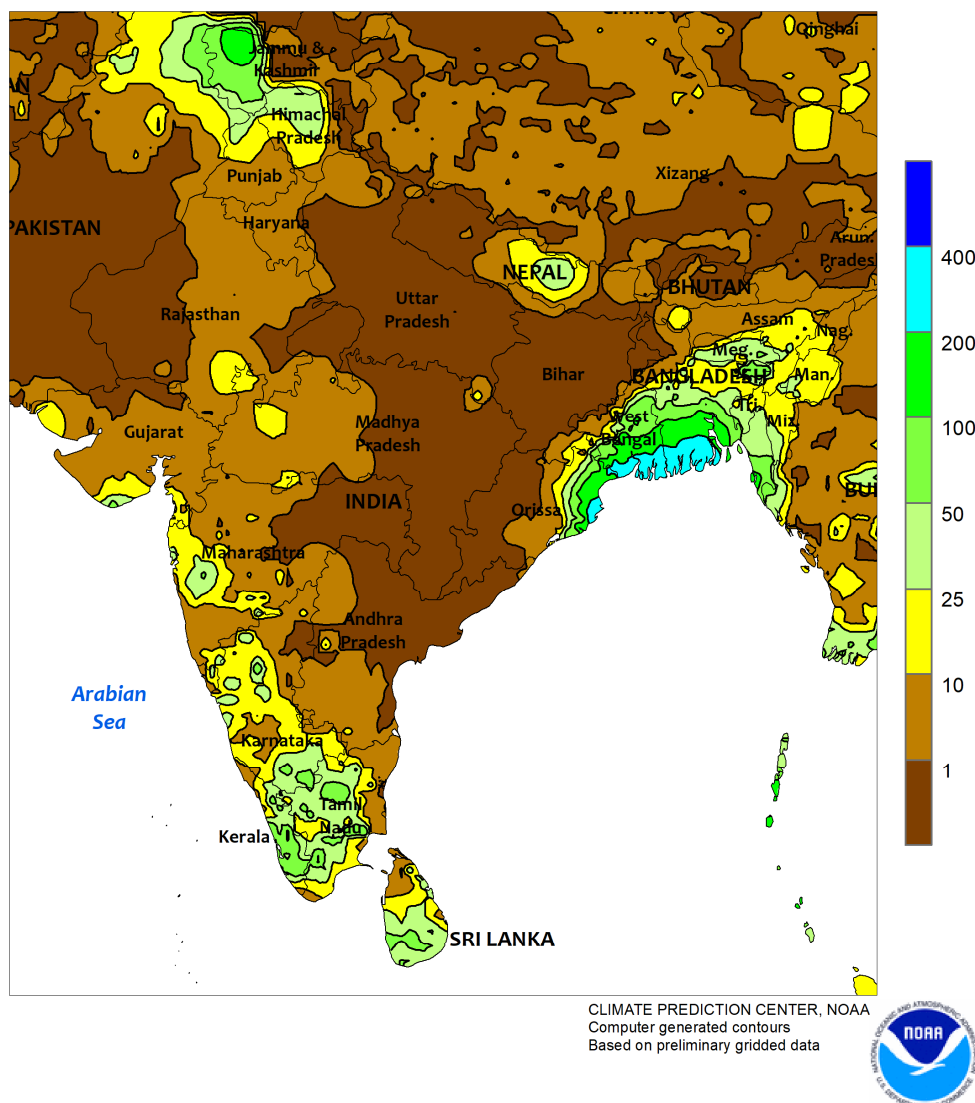 Qinghai
Jammu &
Kashmir
AN
Himachal
Pradesh
Punjab
Xizang
PAKISTAN
Haryana
Arun.
Prades
NEPAL
BHUTAN
400
Uttar
Pradesh
Rajasthan
Assam
Nag.
200
Meg.
Bihar
BANGLADESH
Man.
Tri.
West
Bengal
Miz.
Gujarat
Madhya
Pradesh
100
INDIA
BU
Orissa
50
Maharashtra
25
Andhra
Pradesh
Arabian
Sea
10
Karnataka
1
Tamil
Nadu
Kerala
SRI LANKA
CLIMATE PREDICTION CENTER, NOAA
Computer generated contours
Based on preliminary gridded data
NOAA